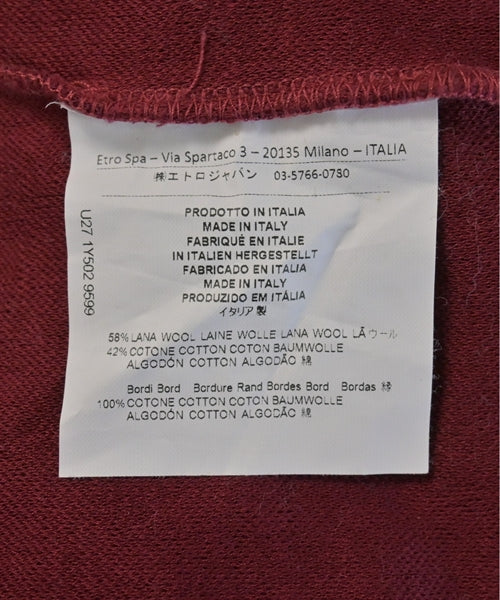 Etro Spa – Via Spartaco 3 – 20135 Milano – ITALIA
㈱エトロジャパン 03-5766-0780
U27 1Y502 9599
PRODOTTO IN ITALIA
MADE IN ITALY
FABRIQUÉ EN ITALIE
IN ITALIEN HERGESTELLT
FABRICADO EN ITALIA
MADE IN ITALY
PRODUZIDO EM ITÁLIA
イタリア製
58% LANA WOOL LAINE WOLLE LANA WOOL LÃ ウール
42% COTONE COTTON COTON BAUMWOLLE
ALGODÓN COTTON ALGODÃO 綿
Bordi Bord Bordure Rand Bordes Bord Bordas 縁
100% COTONE COTTON COTON BAUMWOLLE
ALGODÓN COTTON ALGODÃO 綿